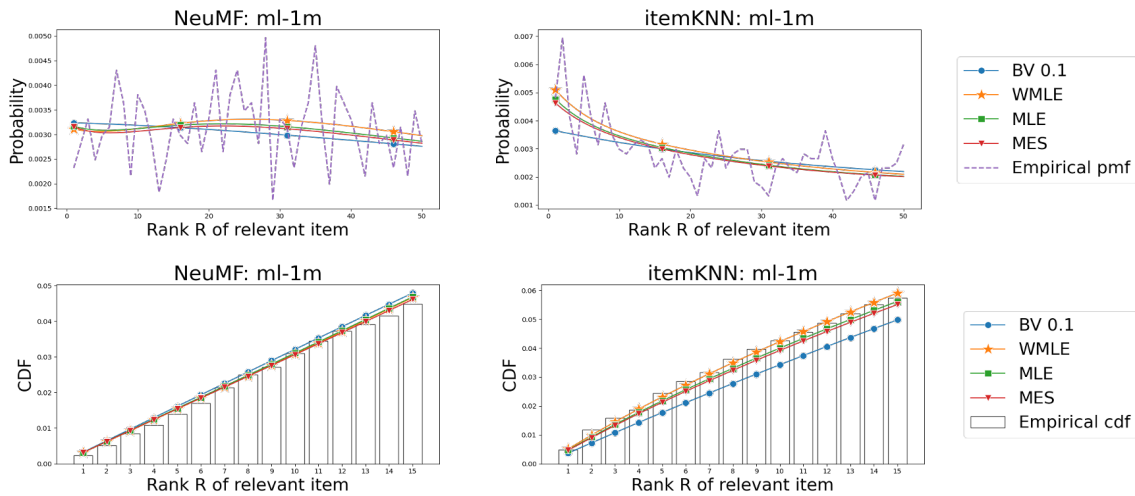 NeuMF: ml-1m
Probability
0.0050
0.0045
0.0040
0.0035
0.0030
0.0025
0.0020
0.0015
0 10 20 30 40 50
Rank R of relevant item
itemKNN: ml-1m
Probability
0.007
0.006
0.005
0.004
0.003
0.002
0.001
0 10 20 30 40 50
Rank R of relevant item
BV 0.1
WMLE
MLE
MES
Empirical pmf
NeuMF: ml-1m
CDF
0.05
0.04
0.03
0.02
0.01
0.00
1 2 3 4 5 6 7 8 9 10 11 12 13 14 15
Rank R of relevant item
itemKNN: ml-1m
CDF
0.06
0.05
0.04
0.03
0.02
0.01
0.00
1 2 3 4 5 6 7 8 9 10 11 12 13 14 15
Rank R of relevant item
BV 0.1
WMLE
MLE
MES
Empirical cdf